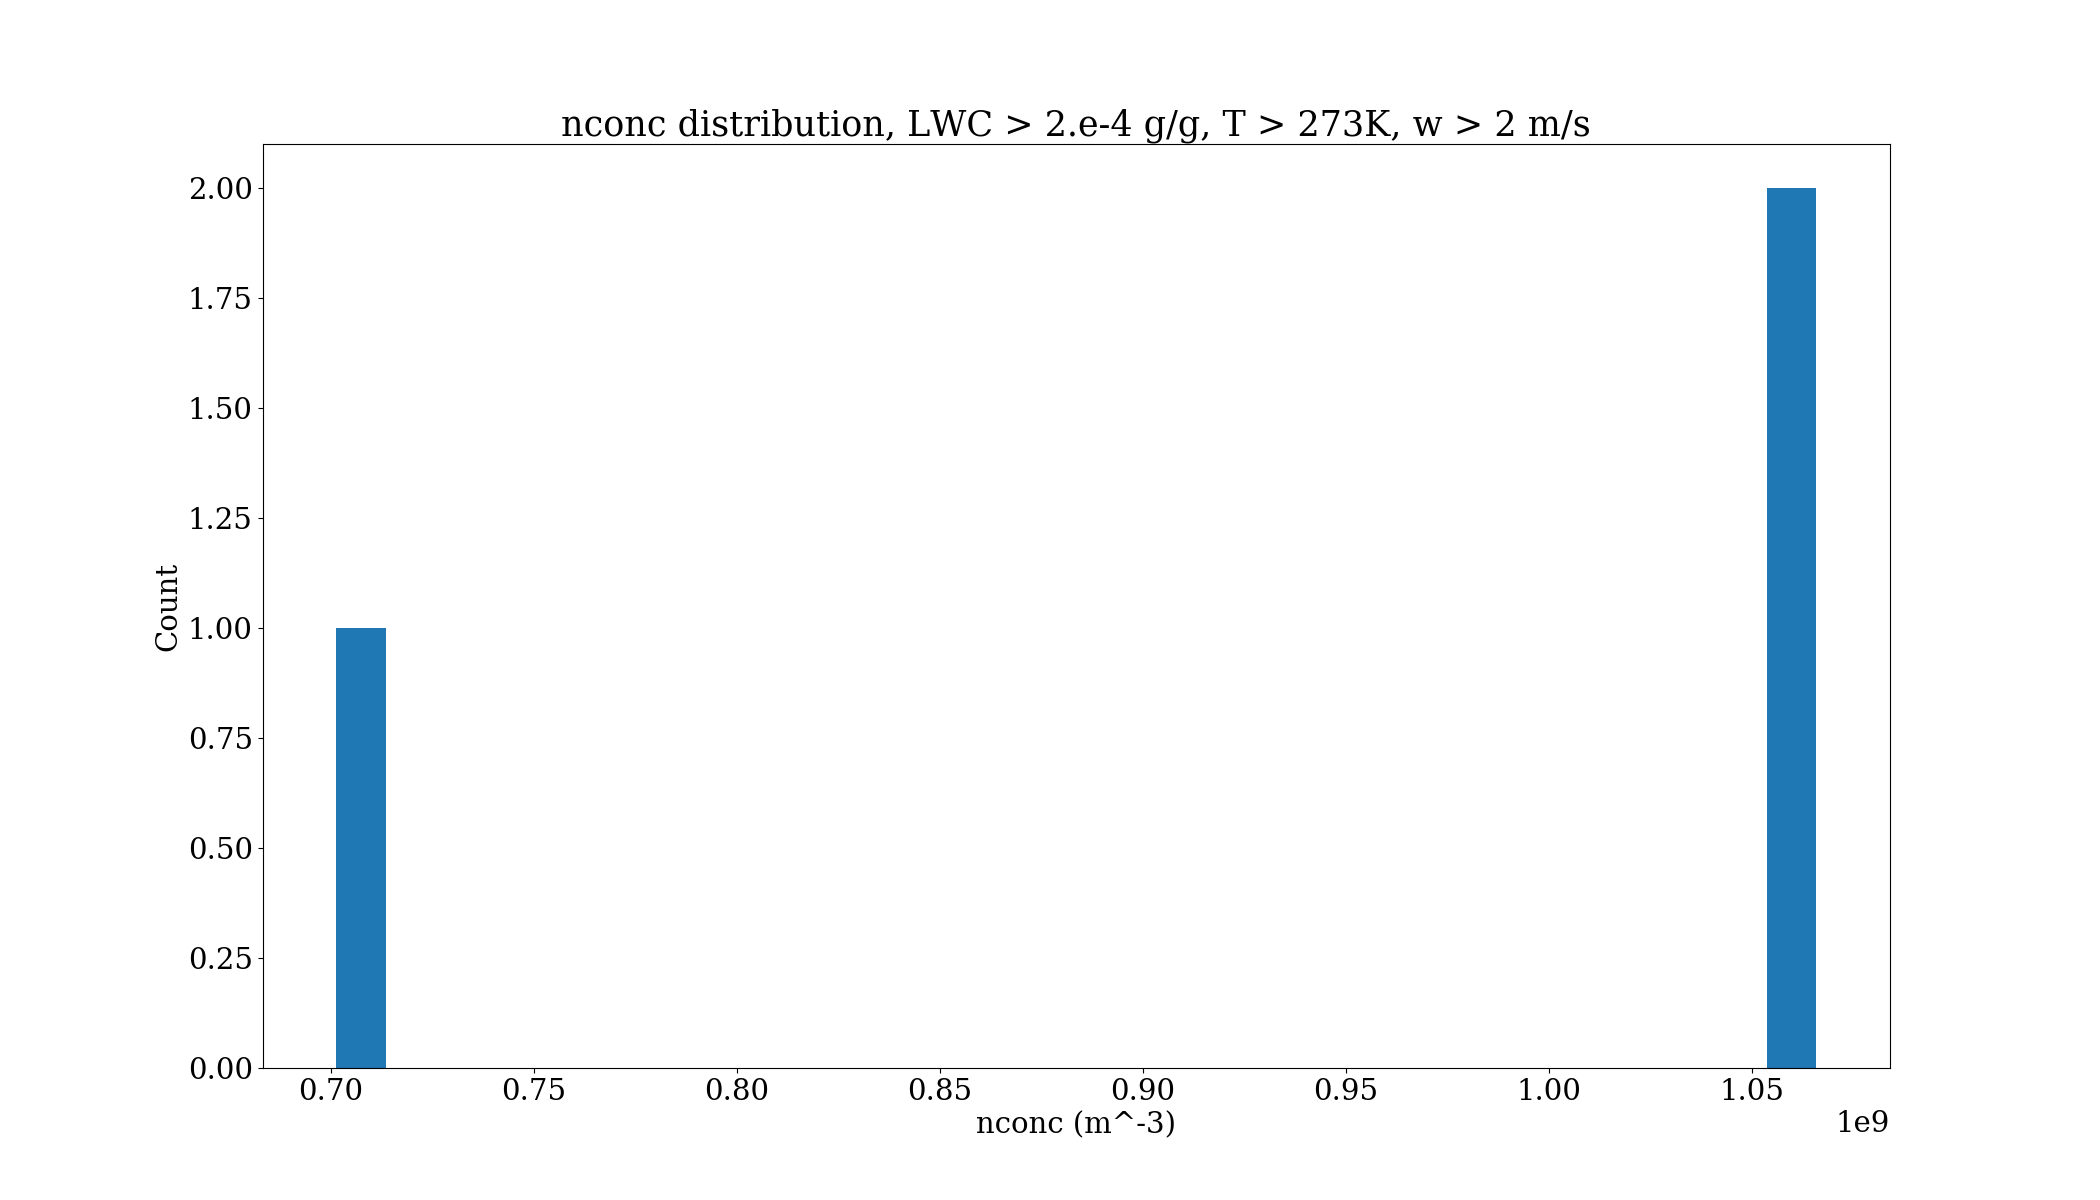 nconc distribution, LWC > 2.e-4 g/g, T > 273K, w > 2 m/s
2.00
1.75
1.50
1.25
1.00
0.75
0.50
0.25
0.00
Count
0.70 0.75 0.80 0.85 0.90 0.95 1.00 1.05
nconc (m^-3)
1e9